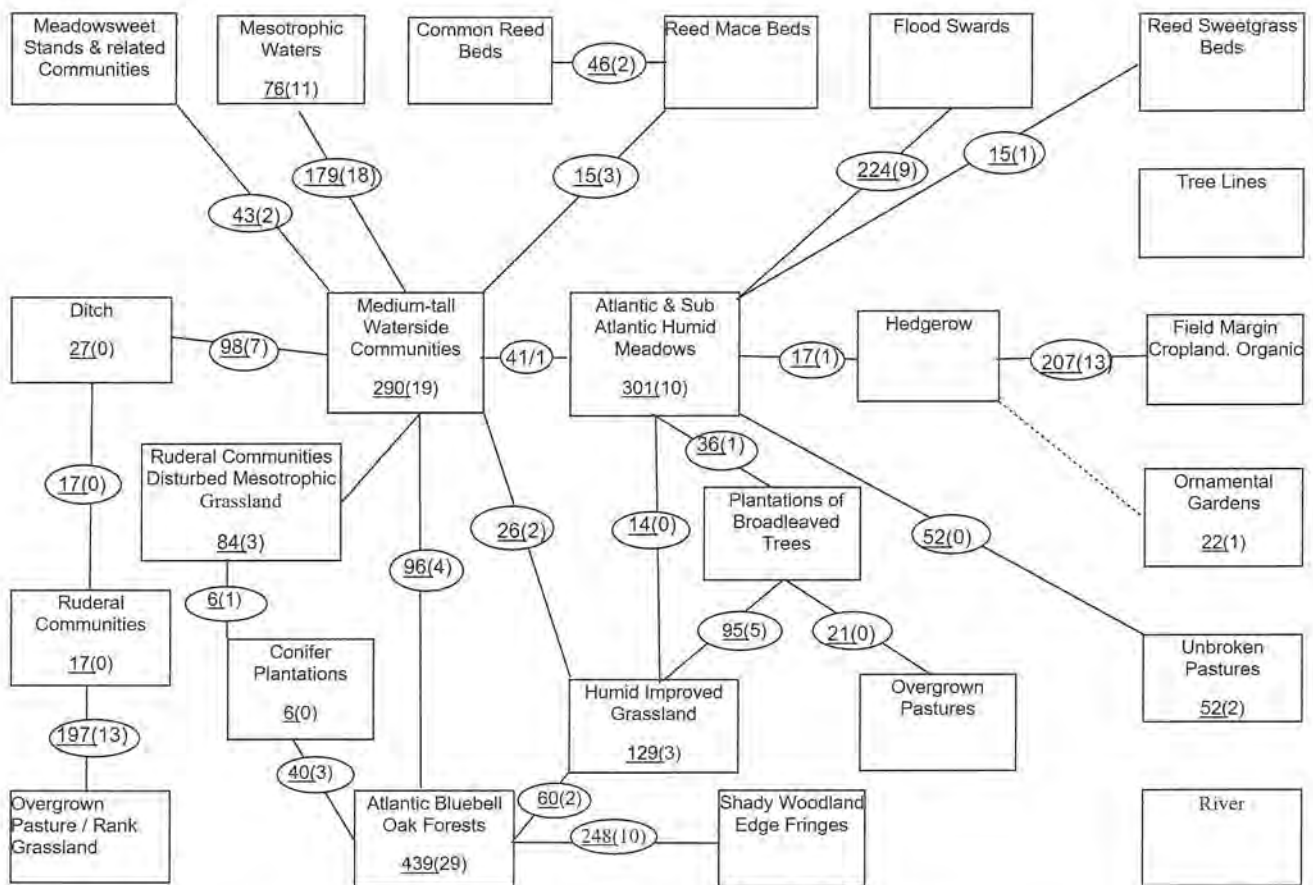 Meadowsweet
Stands & related
Communities
Mesotrophic
Waters
76(11)
Common Reed
Beds
46(2)
Reed Mace Beds
Flood Swards
Reed Sweetgrass
Beds
179(18)
15(3)
224(9)
15(1)
43(2)
Tree Lines
Ditch
27(0)
98(7)
Medium-tall
Waterside
Communities
290(19)
41/1
Atlantic & Sub
Atlantic Humid
Meadows
301(10)
17(1)
Hedgerow
207(13)
Field Margin
Cropland. Organic
17(0)
Ruderal Communities
Disturbed Mesotrophic
Grassland
84(3)
96(4)
26(2)
14(0)
36(1)
Plantations of
Broadleaved
Trees
52(0)
Ornamental
Gardens
22(1)
6(1)
Ruderal
Communities
17(0)
Conifer
Plantations
6(0)
95(5)
21(0)
Humid Improved
Grassland
129(3)
Overgrown
Pastures
Unbroken
Pastures
52(2)
197(13)
40(3)
60(2)
248(10)
Overgrown
Pasture / Rank
Grassland
Atlantic Bluebell
Oak Forests
439(29)
Shady Woodland
Edge Fringes
River